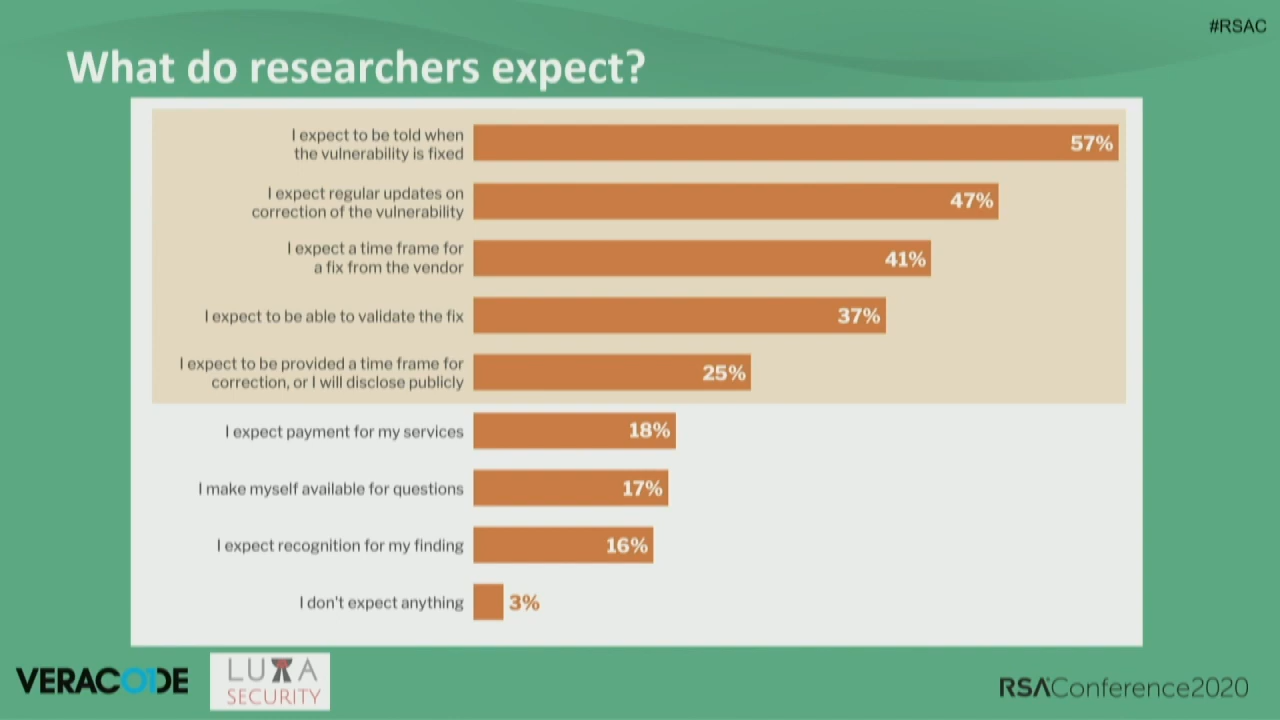 #RSAC
What do researchers expect?
I expect to be told when
the vulnerability is fixed
57%
I expect regular updates on
correction of the vulnerability
47%
I expect a time frame for
a fix from the vendor
41%
I expect to be able to validate the fix
37%
I expect to be provided a time frame for
correction, or I will disclose publicly
25%
I expect payment for my services
18%
I make myself available for questions
17%
I expect recognition for my finding
16%
I don't expect anything
3%
VERACODE
LUTA
SECURITY
RSAConference2020